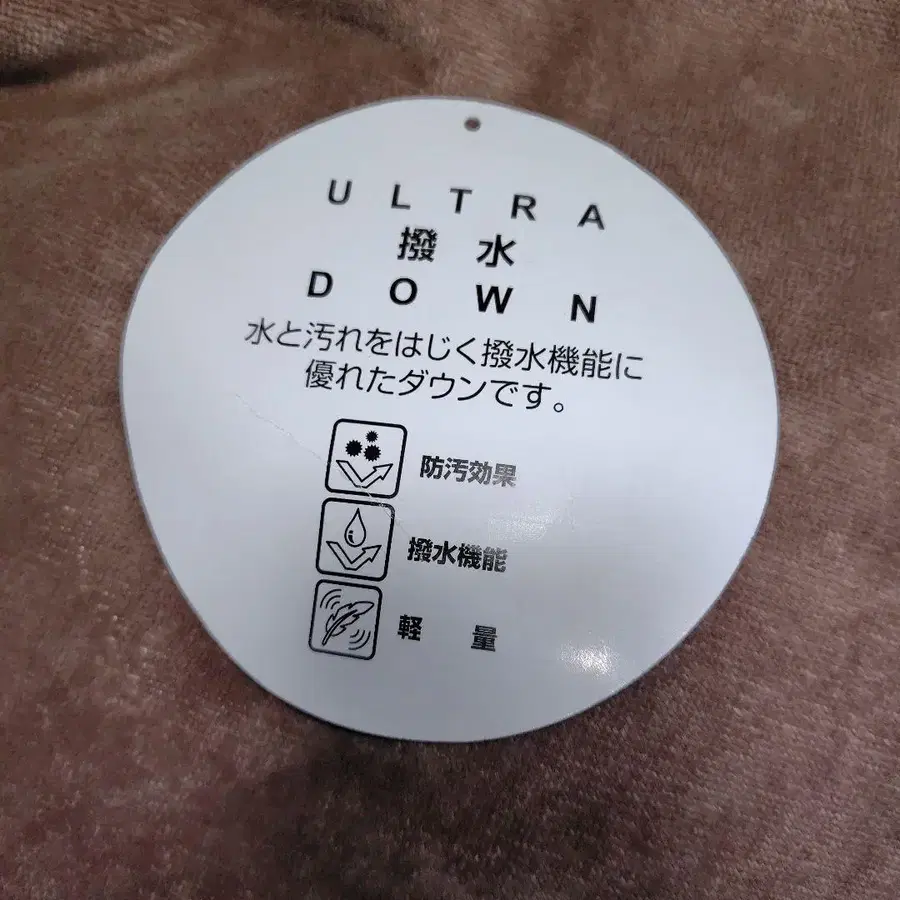 ULTRA
撥水
DOWN
水と汚れをはじく撥水機能に
優れたダウンです。
防汚効果
撥水機能
軽量